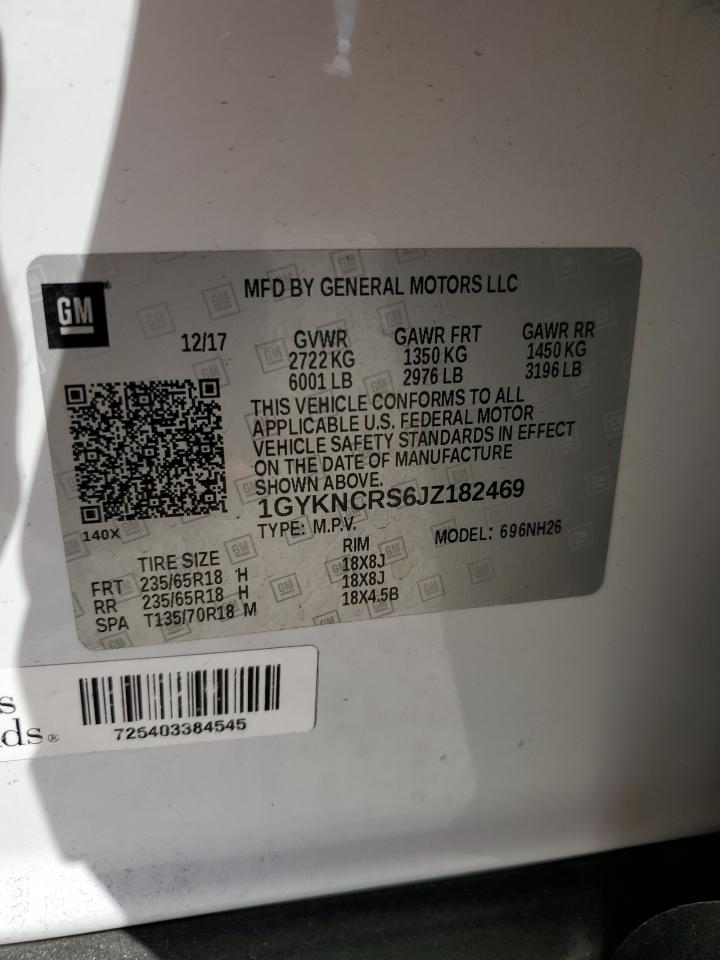 GM®
MFD BY GENERAL MOTORS LLC
12/17
GVWR GAWR FRT GAWR RR
2722 KG 1350 KG 1450 KG
6001 LB 2976 LB 3196 LB
THIS VEHICLE CONFORMS TO ALL
APPLICABLE U.S. FEDERAL MOTOR
VEHICLE SAFETY STANDARDS IN EFFECT
ON THE DATE OF MANUFACTURE
SHOWN ABOVE.
1GYKNCRS6JZ182469
140X
TYPE: M.P.V. MODEL: 696NH26
TIRE SIZE RIM
FRT 235/65R18 H 18X8J
RR 235/65R18 H 18X8J
SPA T135/70R18 M 18X4.5B
s
ds®
725403384545